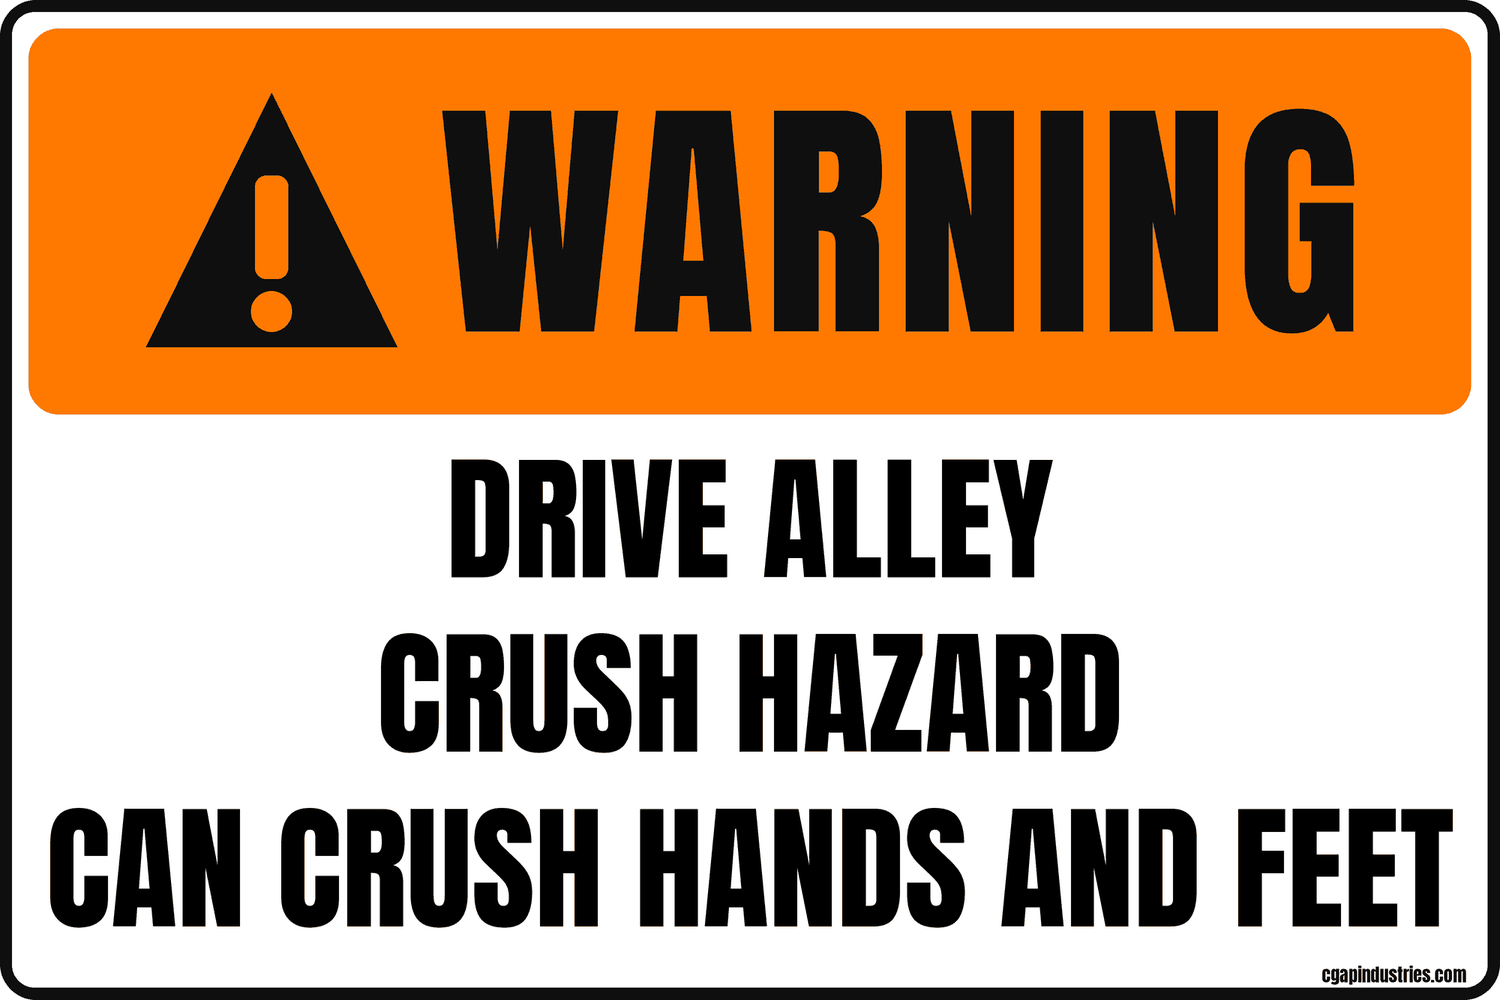 WARNING
DRIVE ALLEY
CRUSH HAZARD
CAN CRUSH HANDS AND FEET
cgapindustries.com